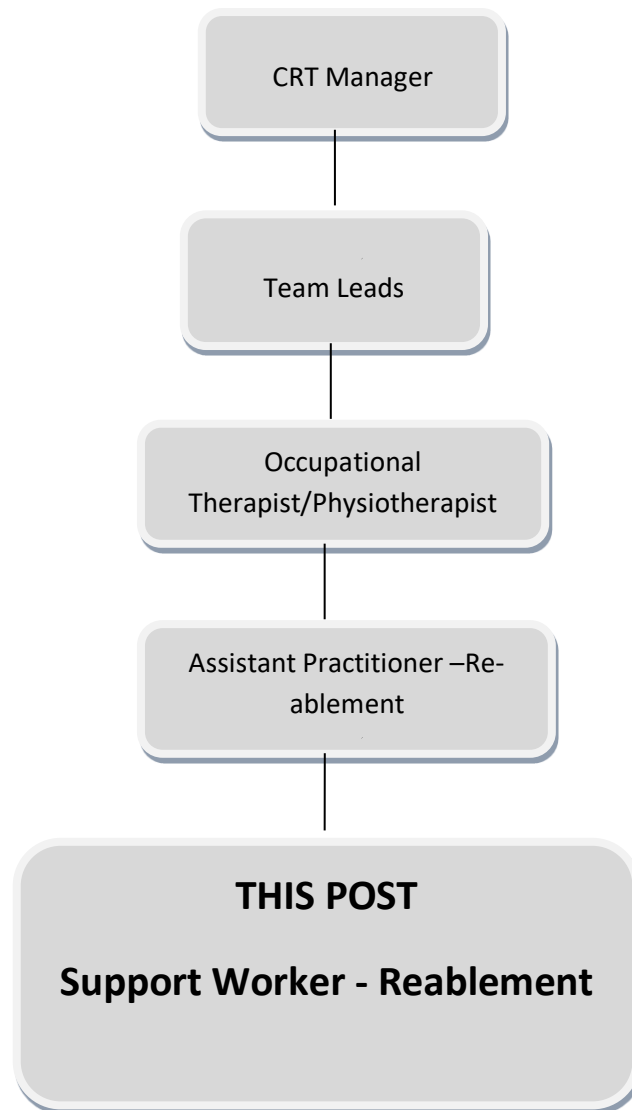 CRT Manager
Team Leads
Occupational
Therapist/Physiotherapist
Assistant Practitioner –Re-
ablement
THIS POST
Support Worker - Reablement